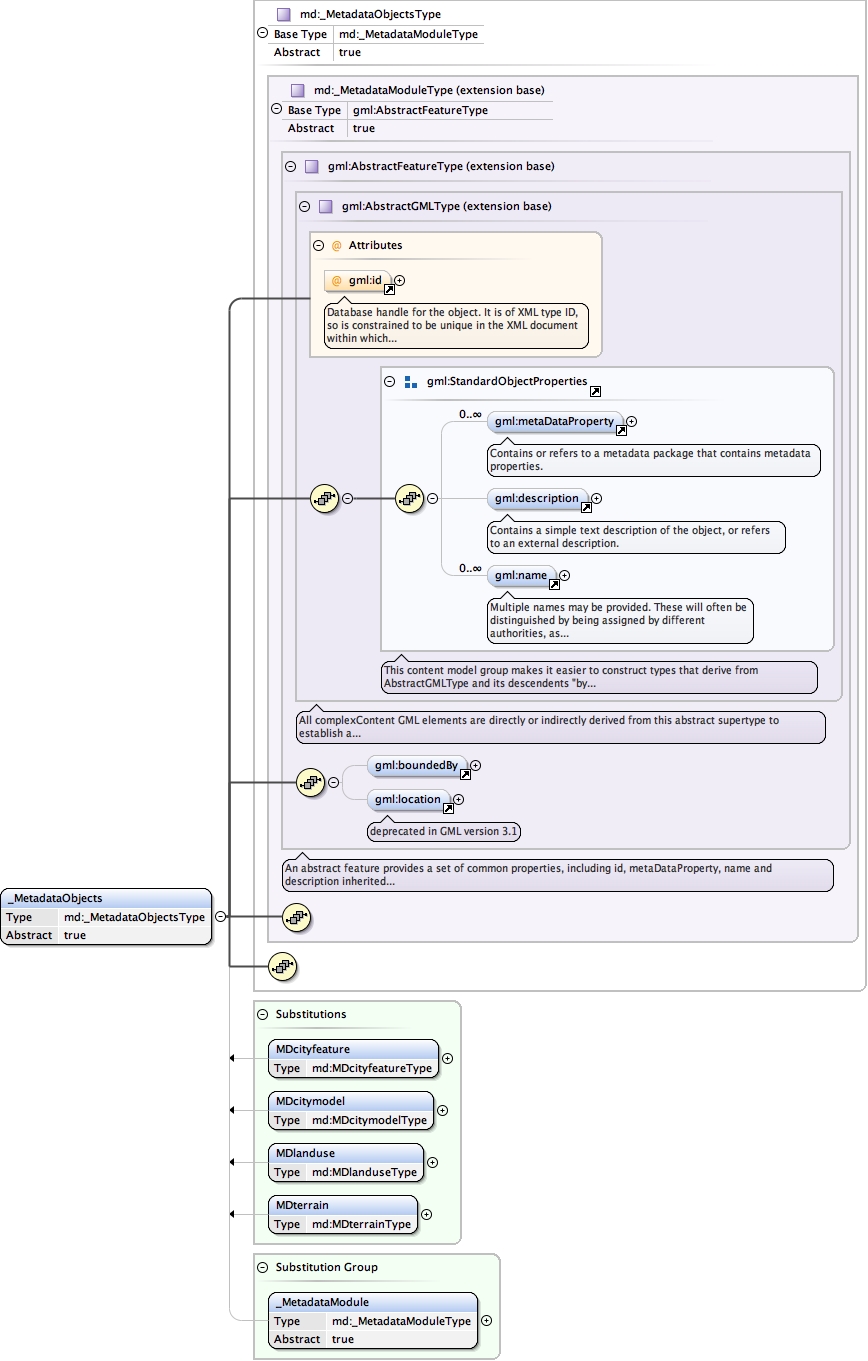 md:_MetadataObjectsType
Base Type md:_MetadataModuleType
Abstract true
md:_MetadataModuleType (extension base)
Base Type gml:AbstractFeatureType
Abstract true
gml:AbstractFeatureType (extension base)
gml:AbstractGMLType (extension base)
@ Attributes
@ gml:id
Database handle for the object. It is of XML type ID,
so is constrained to be unique in the XML document
within which...
gml:StandardObjectProperties
0..∞
gml:metaDataProperty
Contains or refers to a metadata package that contains metadata
properties.
gml:description
Contains a simple text description of the object, or refers
to an external description.
0..∞
gml:name
Multiple names may be provided. These will often be
distinguished by being assigned by different
authorities, as...
This content model group makes it easier to construct types that derive from
AbstractGMLType and its descendents "by...
All complexContent GML elements are directly or indirectly derived from this abstract supertype to
establish a...
gml:boundedBy
gml:location
deprecated in GML version 3.1
An abstract feature provides a set of common properties, including id, metaDataProperty, name and
description inherited...
_MetadataObjects
Type md:_MetadataObjectsType
Abstract true
Substitutions
MDcityfeature
Type md:MDcityfeatureType
MDcitymodel
Type md:MDcitymodelType
MDlanduse
Type md:MDlanduseType
MDterrain
Type md:MDterrainType
Substitution Group
_MetadataModule
Type md:_MetadataModuleType
Abstract true